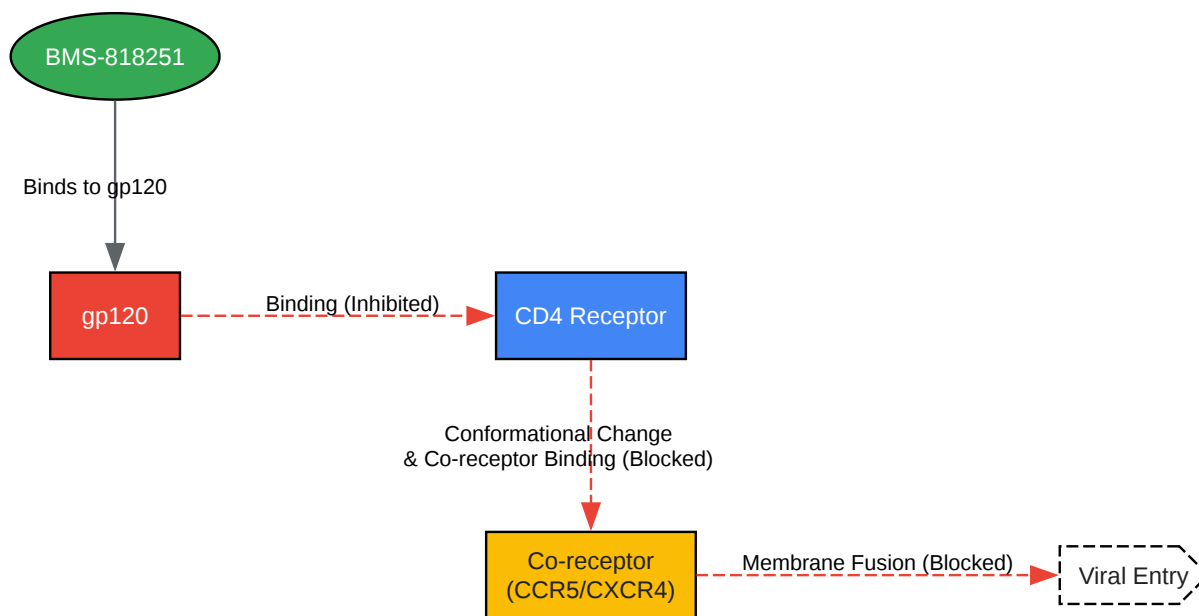 BMS-818251
Binds to gp120
gp120
Binding (Inhibited)
CD4 Receptor
Conformational Change
& Co-receptor Binding (Blocked)
Co-receptor
(CCR5/CXCR4)
Membrane Fusion (Blocked)
Viral Entry